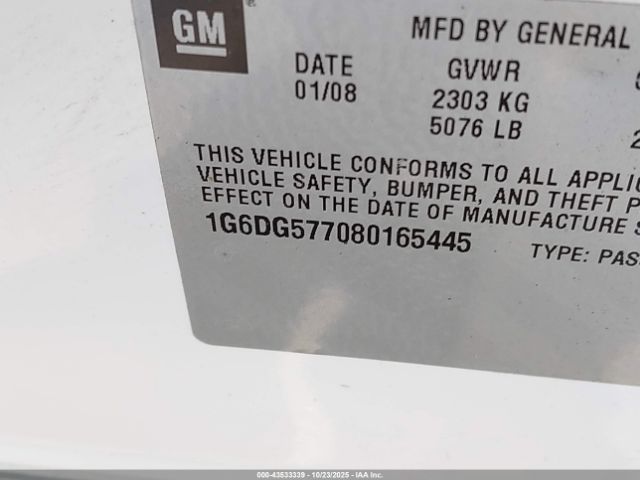 GM ®
MFD BY GENERAL
DATE GVWR
01/08 2303 KG
5076 LB
THIS VEHICLE CONFORMS TO ALL APPLIC
VEHICLE SAFETY, BUMPER, AND THEFT P
EFFECT ON THE DATE OF MANUFACTURE S
1G6DG577080165445 TYPE: PAS
000-43533339 | 10/23/2025 | IAA Inc.